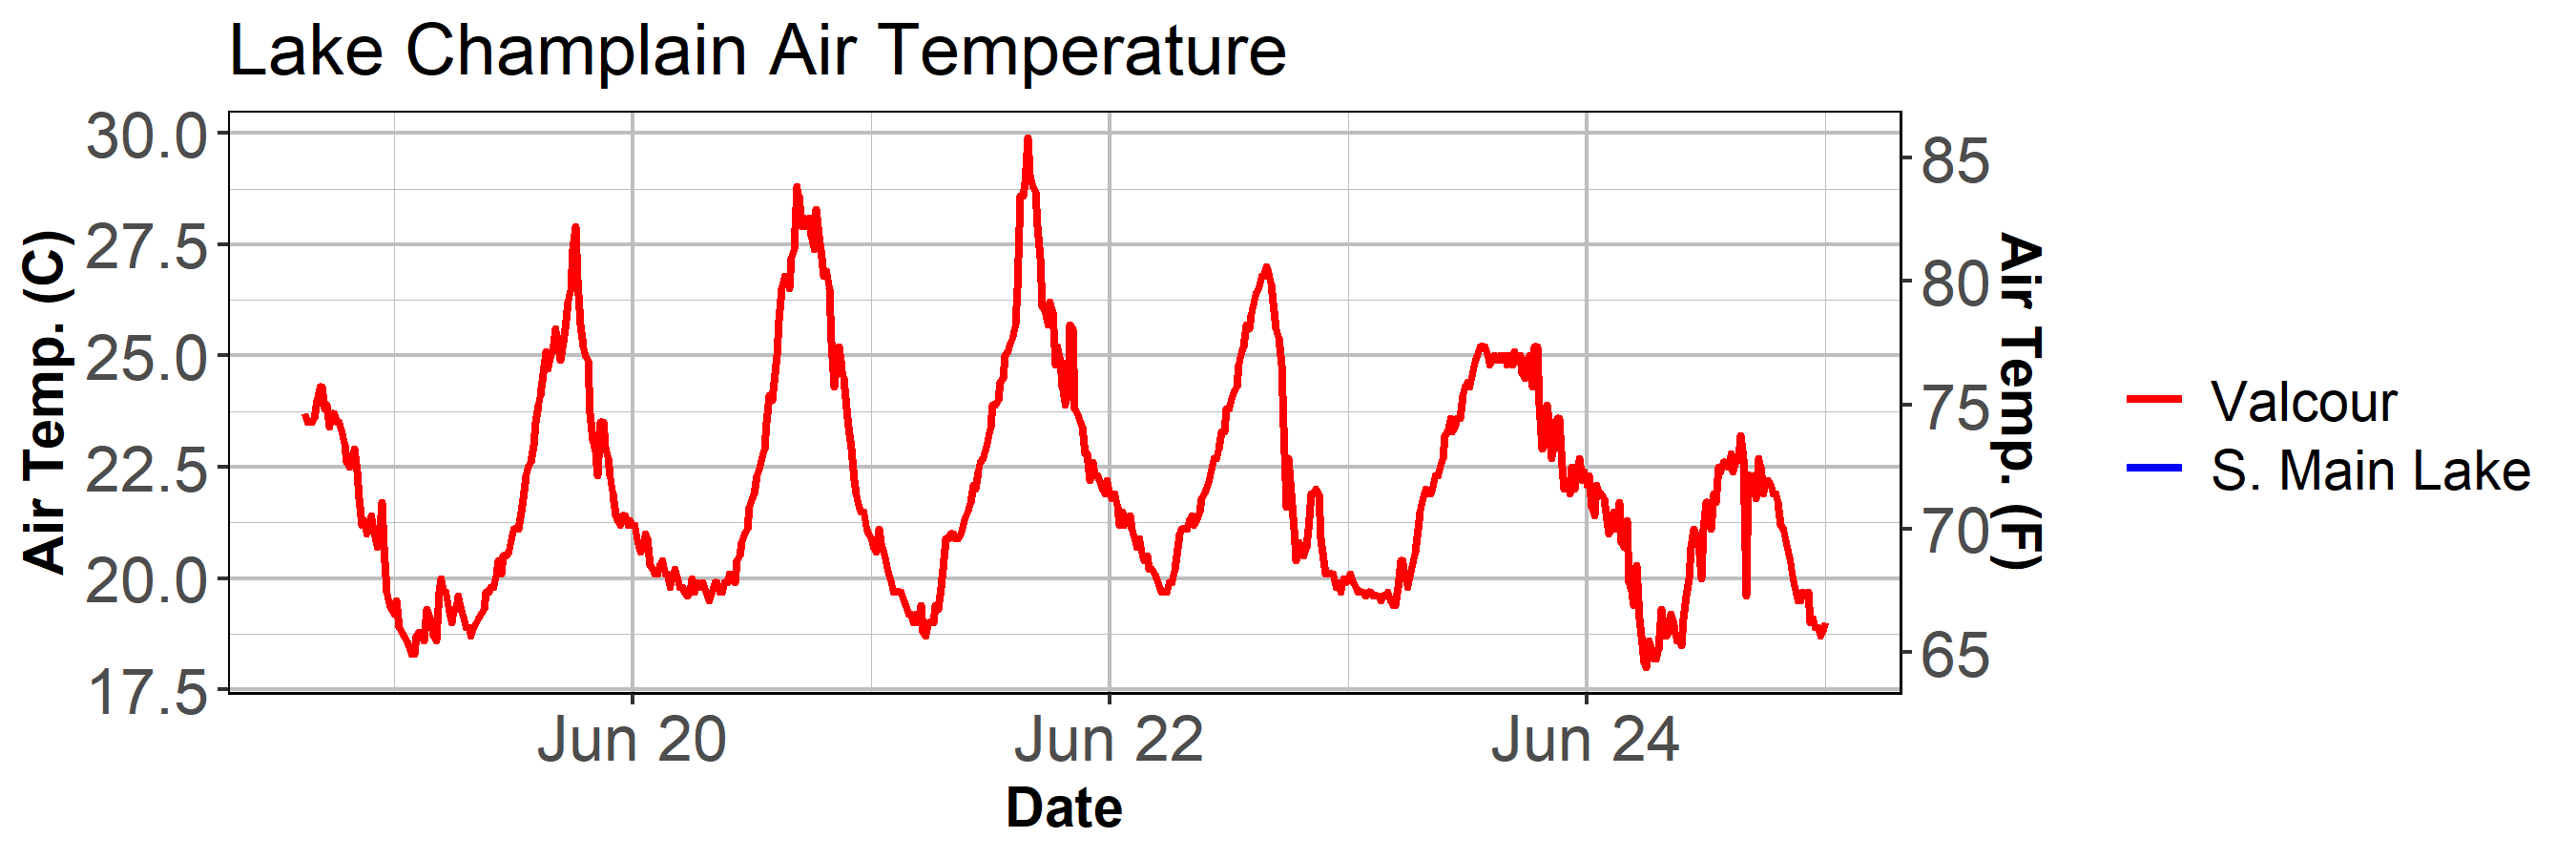 Lake Champlain Air Temperature
Air Temp. (C)
30.0
27.5
25.0
22.5
20.0
17.5
85
80
75
70
65
Air Temp. (F)
Jun 20
Jun 22
Jun 24
Date
Valcour
S. Main Lake